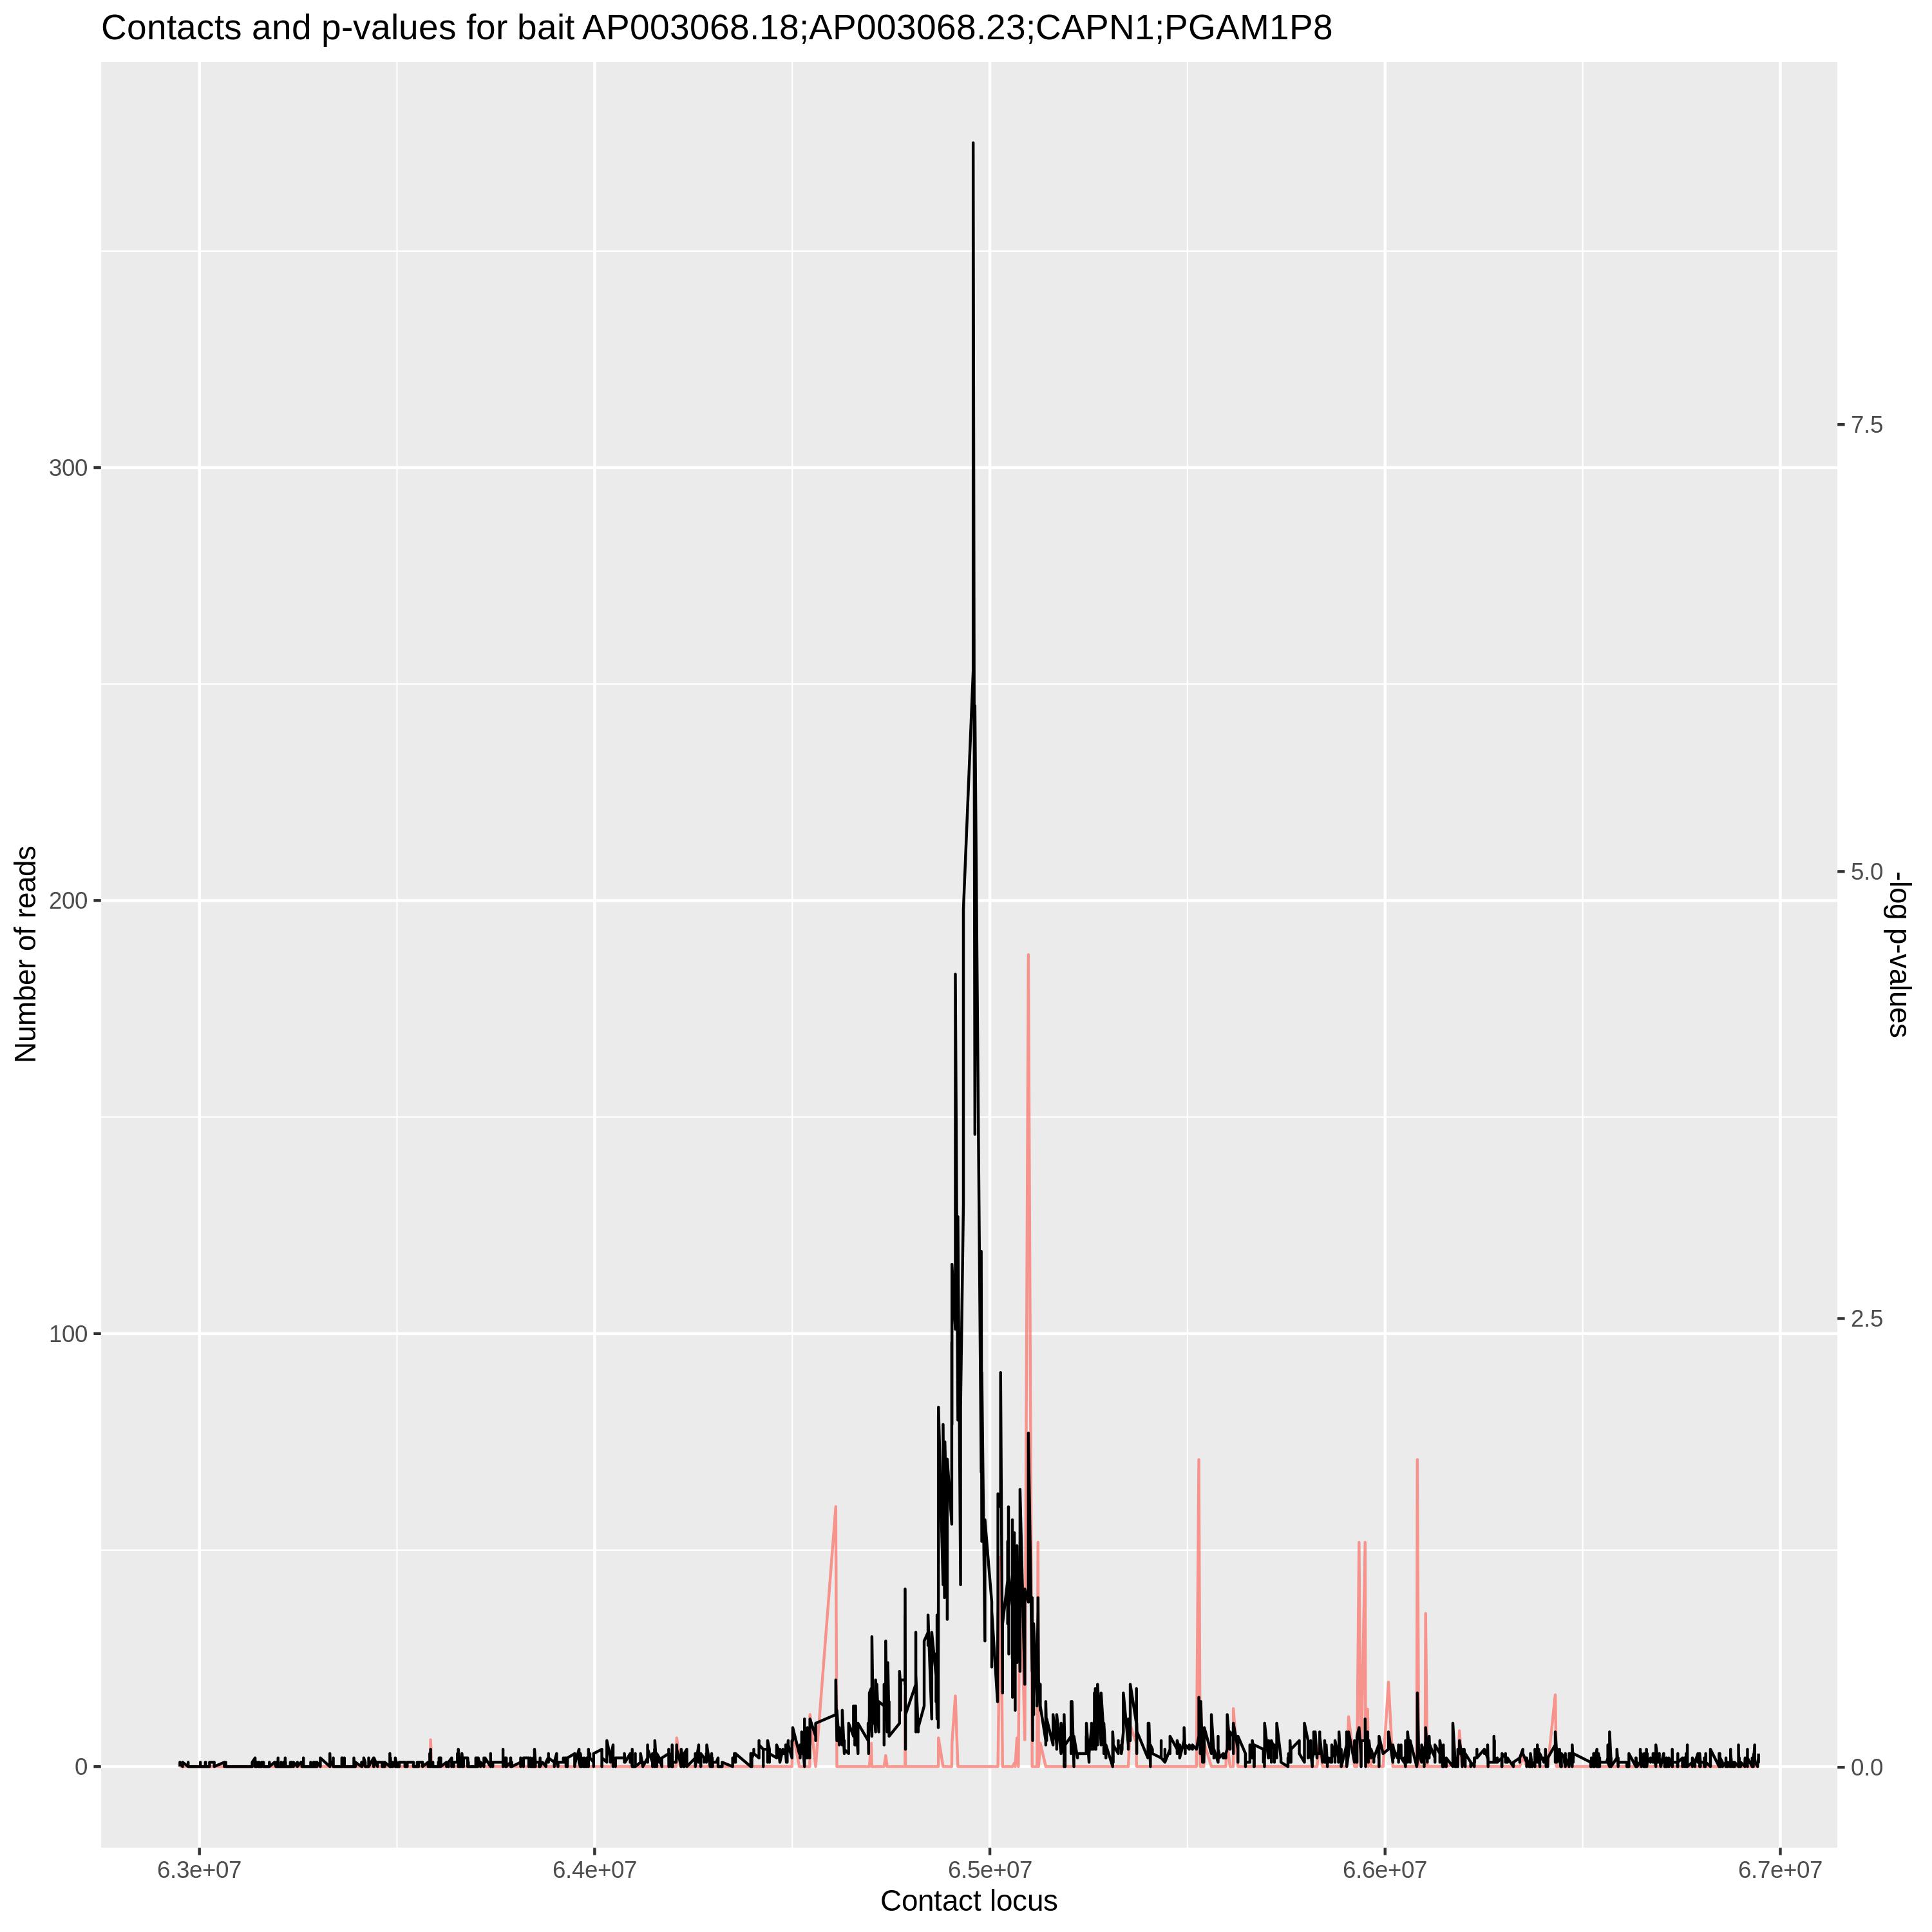 Contacts and p-values for bait AP003068.18;AP003068.23;CAPN1;PGAM1P8
Number of reads
300
200
100
0
7.5
5.0
2.5
0.0
-log p-values
6.3e+07 6.4e+07 6.5e+07 6.6e+07 6.7e+07
Contact locus